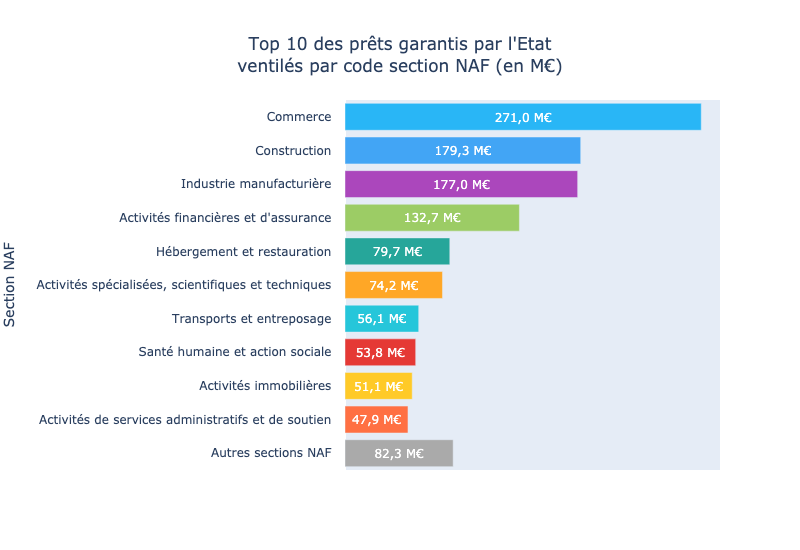 Top 10 des prêts garantis par l'Etat
ventilés par code section NAF (en M€)
Section NAF
Commerce 271,0 M€
Construction 179,3 M€
Industrie manufacturière 177,0 M€
Activités financières et d'assurance 132,7 M€
Hébergement et restauration 79,7 M€
Activités spécialisées, scientifiques et techniques 74,2 M€
Transports et entreposage 56,1 M€
Santé humaine et action sociale 53,8 M€
Activités immobilières 51,1 M€
Activités de services administratifs et de soutien 47,9 M€
Autres sections NAF 82,3 M€